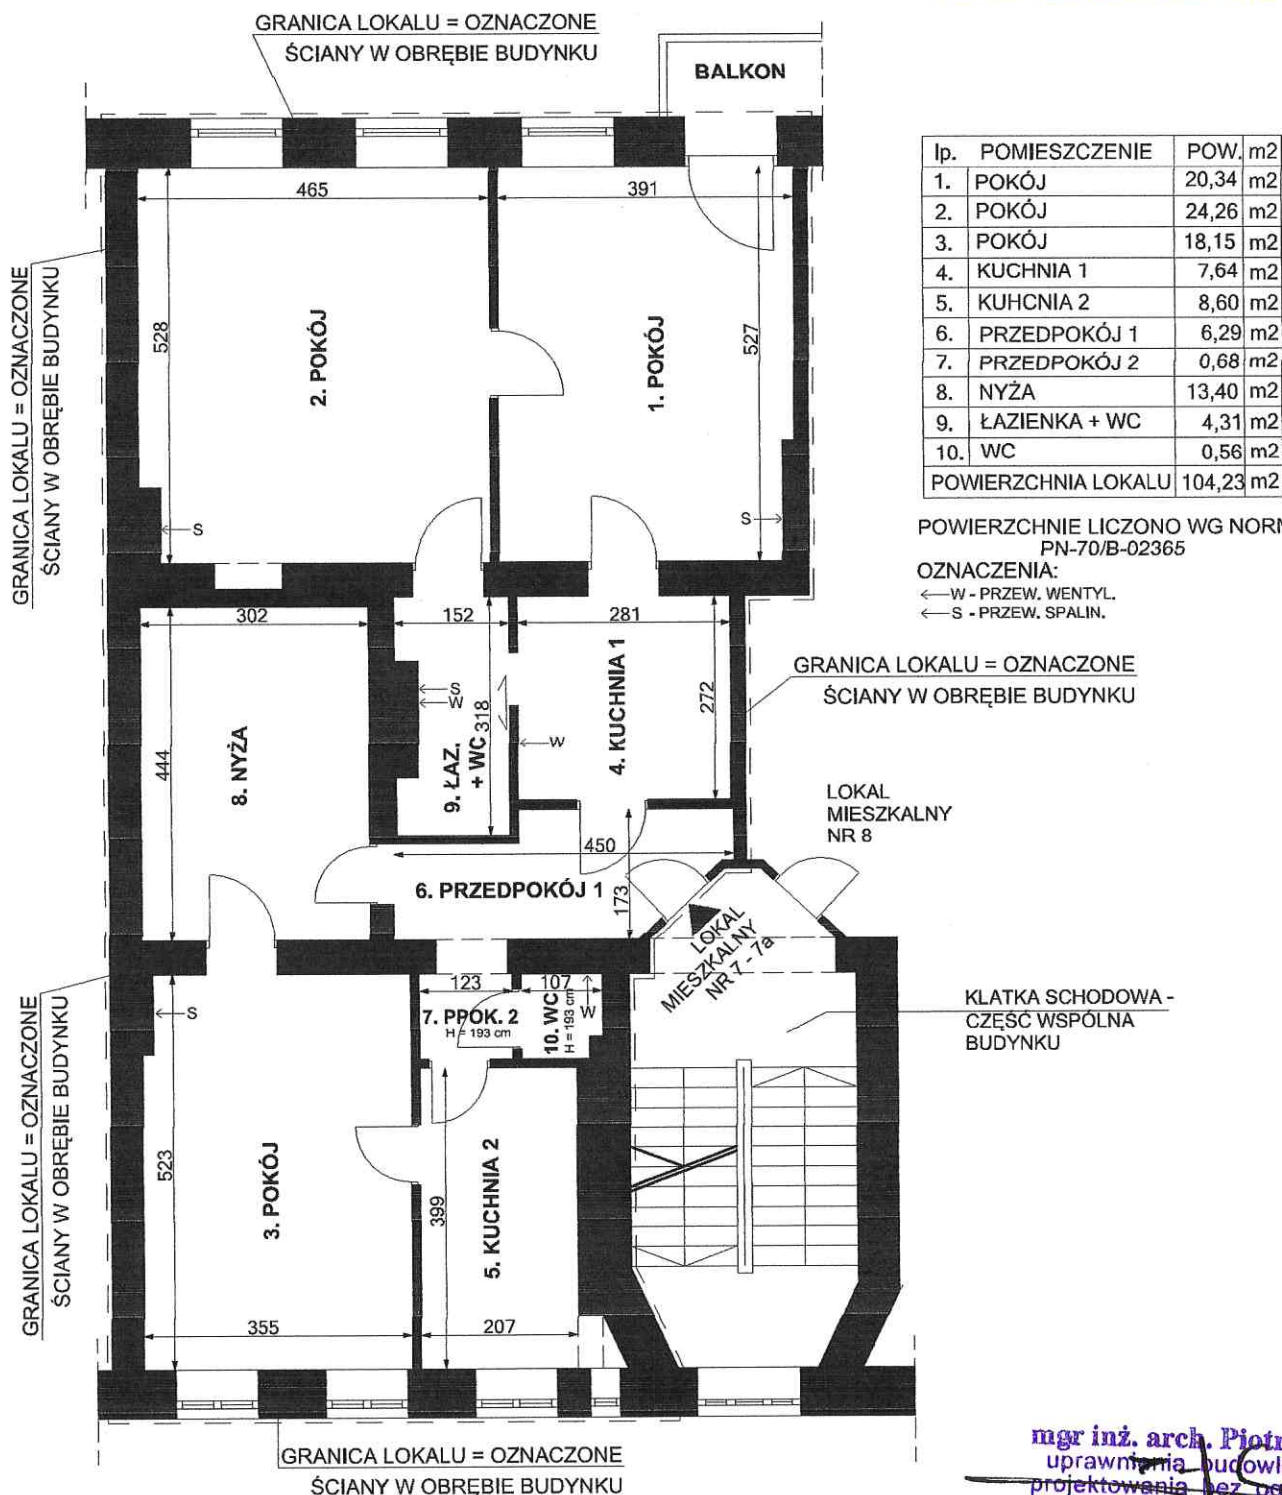 GRANICA LOKALU = OZNACZONE
ŚCIANY W OBRĘBIE BUDYNKU
BALKON
lp. POMIESZCZENIE POW. m2
1. POKÓJ 20,34 m2
2. POKÓJ 24,26 m2
3. POKÓJ 18,15 m2
4. KUCHNIA 1 7,64 m2
5. KUHCNIA 2 8,60 m2
6. PRZEDPOKÓJ 1 6,29 m2
7. PRZEDPOKÓJ 2 0,68 m2
8. NYŻA 13,40 m2
9. ŁAZIENKA + WC 4,31 m2
10. WC 0,56 m2
POWIERZCHNIA LOKALU 104,23 m2
POWIERZCHNIE LICZONO WG NORM
PN-70/B-02365
OZNACZENIA:
W - PRZEW. WENTYL.
S - PRZEW. SPALIN.
GRANICA LOKALU = OZNACZONE
ŚCIANY W OBRĘBIE BUDYNKU
465
391
528
2. POKÓJ
1. POKÓJ
527
S
S
302
152
281
GRANICA LOKALU = OZNACZONE
ŚCIANY W OBRĘBIE BUDYNKU
444
8. NYŻA
S
W
318
9. ŁAZ.
+ WC
W
4. KUCHNIA 1
272
LOKAL
MIESZKALNY
NR 8
450
6. PRZEDPOKÓJ 1
173
LOKAL
MIESZKALNY
NR 7 - 7a
GRANICA LOKALU = OZNACZONE
ŚCIANY W OBRĘBIE BUDYNKU
123
107
S
7. PPOK. 2
H = 193 cm
10. WC
H = 193 cm
W
KLATKA SCHODOWA -
CZĘŚĆ WSPÓLNA
BUDYNKU
523
3. POKÓJ
399
5. KUCHNIA 2
355
207
GRANICA LOKALU = OZNACZONE
ŚCIANY W OBRĘBIE BUDYNKU
mgr inż. arch. Piotr
uprawnienia budowl
projektowania bez og